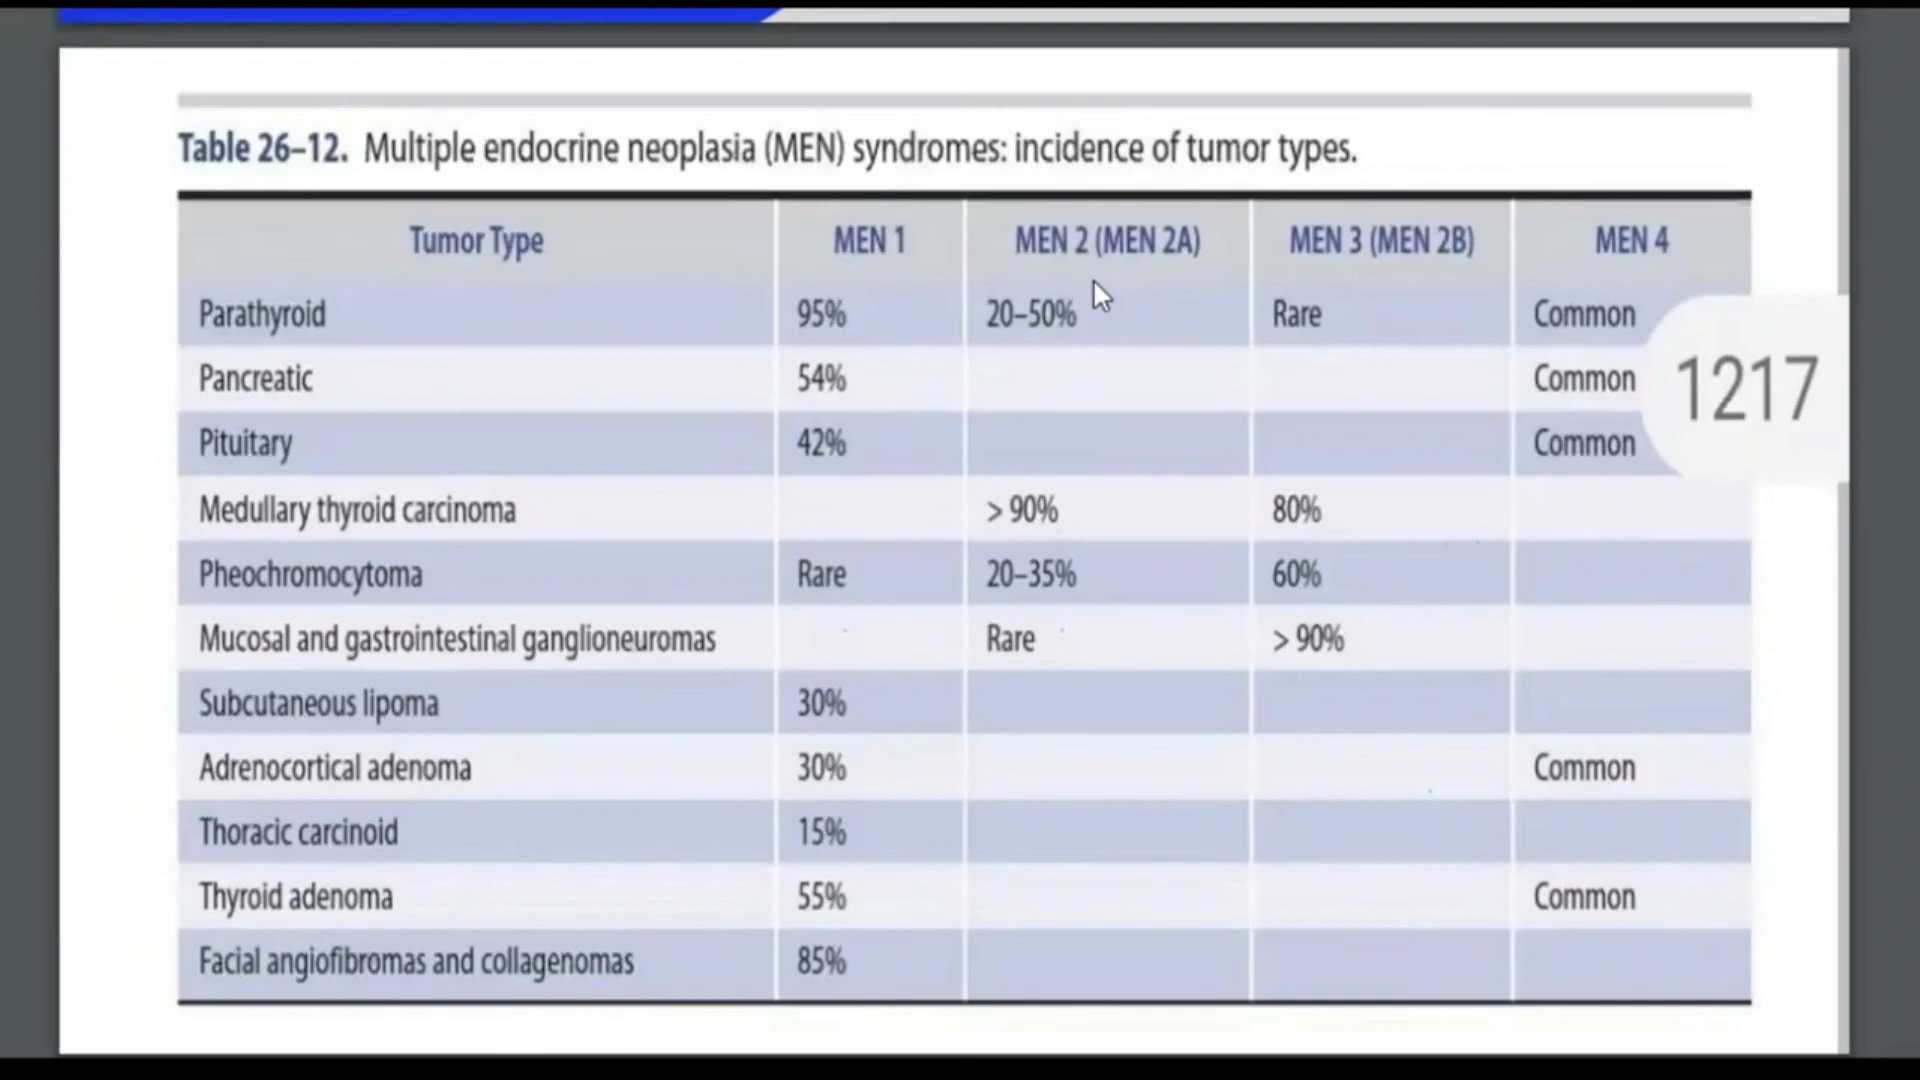 Table 26–12. Multiple endocrine neoplasia (MEN) syndromes: incidence of tumor types.
Tumor Type MEN 1 MEN 2 (MEN 2A) MEN 3 (MEN 2B) MEN 4
Parathyroid 95% 20–50% Rare Common
Pancreatic 54% Common
1217
Pituitary 42% Common
Medullary thyroid carcinoma > 90% 80%
Pheochromocytoma Rare 20–35% 60%
Mucosal and gastrointestinal ganglioneuromas Rare > 90%
Subcutaneous lipoma 30%
Adrenocortical adenoma 30% Common
Thoracic carcinoid 15%
Thyroid adenoma 55% Common
Facial angiofibromas and collagenomas 85%